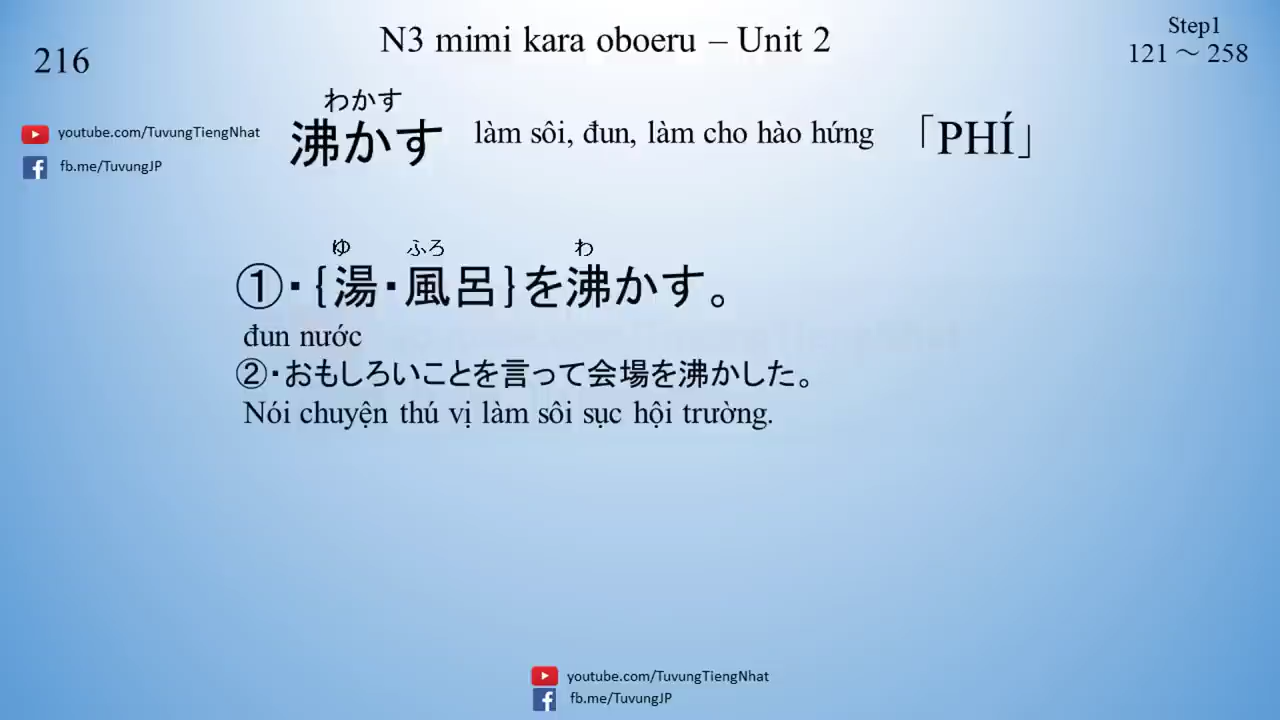 N3 mimi kara oboeru – Unit 2
Step1
121 ～ 258
216
わかす
沸かす làm sôi, đun, làm cho hào hứng 「PHÍ」
youtube.com/TuvungTiengNhat
fb.me/TuvungJP
ゆ ふろ わ
①・{湯・風呂}を沸かす。
đun nước
②・おもしろいことを言って会場を沸かした。
Nói chuyện thú vị làm sôi sục hội trường.
youtube.com/TuvungTiengNhat
fb.me/TuvungJP